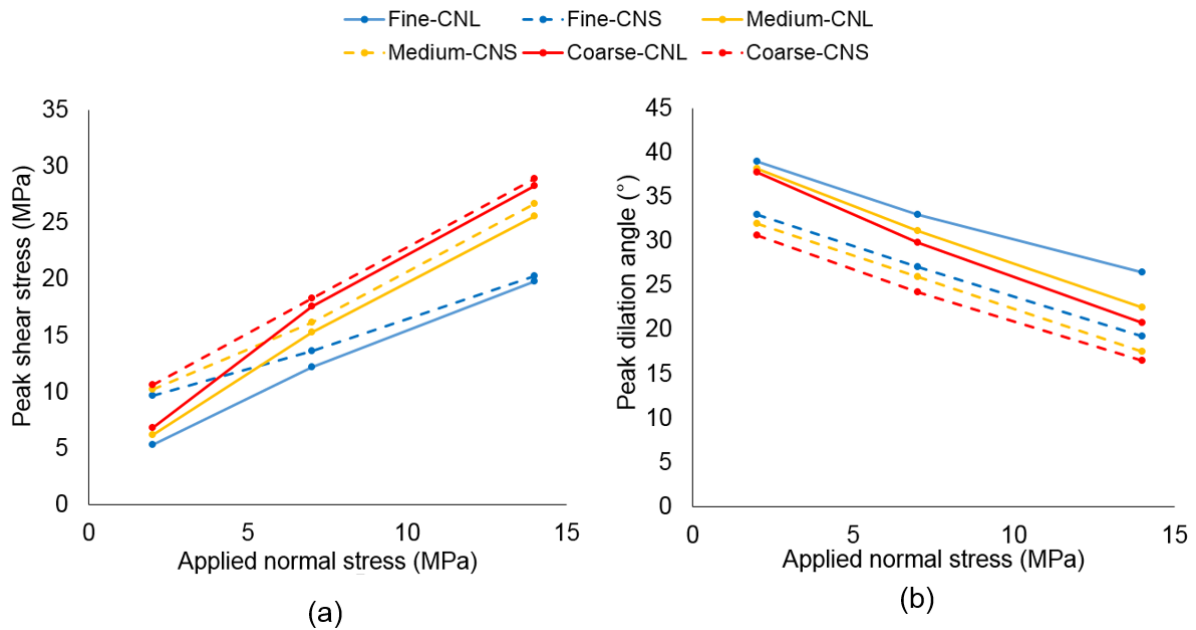 Fine-CNL Fine-CNS Medium-CNL
Medium-CNS Coarse-CNL Coarse-CNS
Peak shear stress (MPa)
35
30
25
20
15
10
5
0
0 5 10 15
Applied normal stress (MPa)
(a)
Peak dilation angle (°)
45
40
35
30
25
20
15
10
5
0
0 5 10 15
Applied normal stress (MPa)
(b)